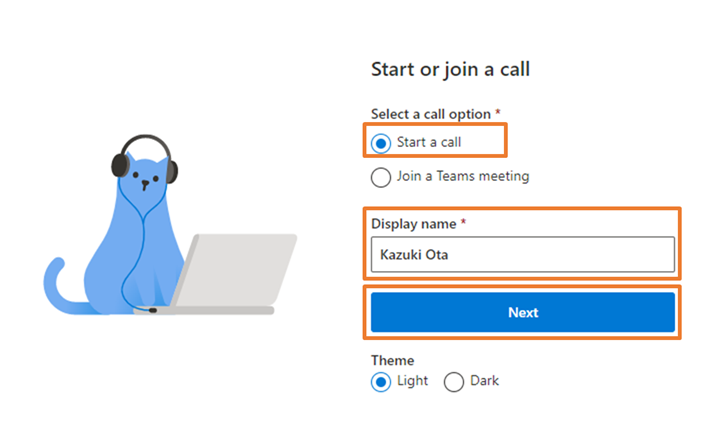 Start or join a call
Select a call option *
Start a call
Join a Teams meeting
Display name *
Kazuki Ota
Next
Theme
Light Dark